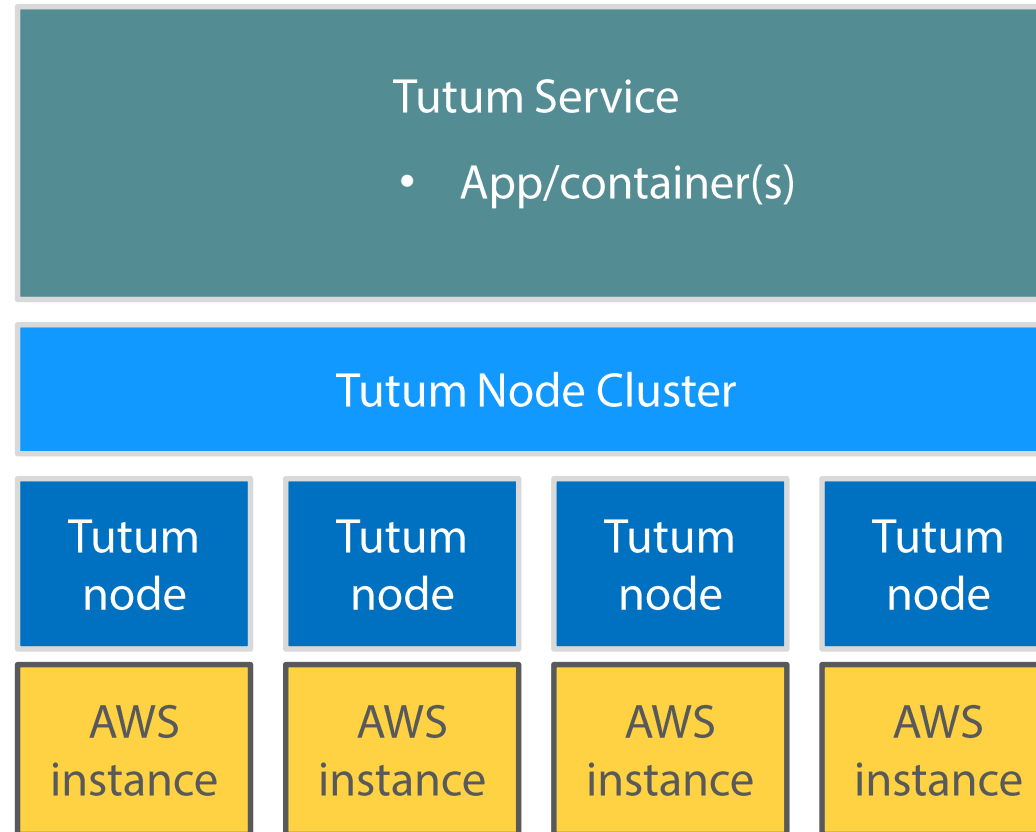 Tutum Service
• App/container(s)
Tutum Node Cluster
Tutum
node
Tutum
node
Tutum
node
Tutum
node
AWS
instance
AWS
instance
AWS
instance
AWS
instance